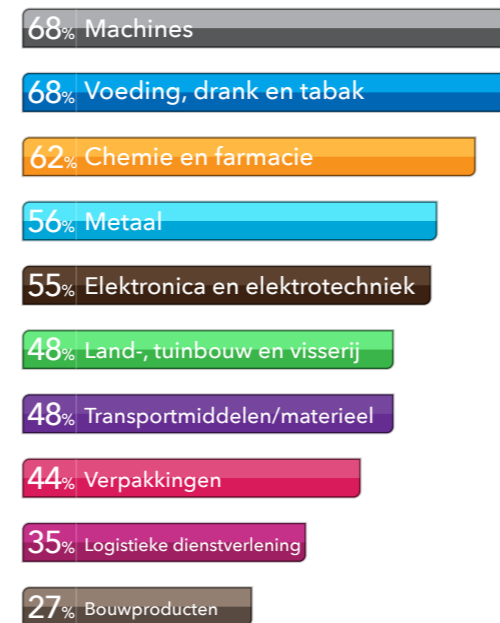 68% Machines
68% Voeding, drank en tabak
62% Chemie en farmacie
56% Metaal
55% Elektronica en elektrotechniek
48% Land-, tuinbouw en visserij
48% Transportmiddelen/materieel
44% Verpakkingen
35% Logistieke dienstverlening
27% Bouwproducten